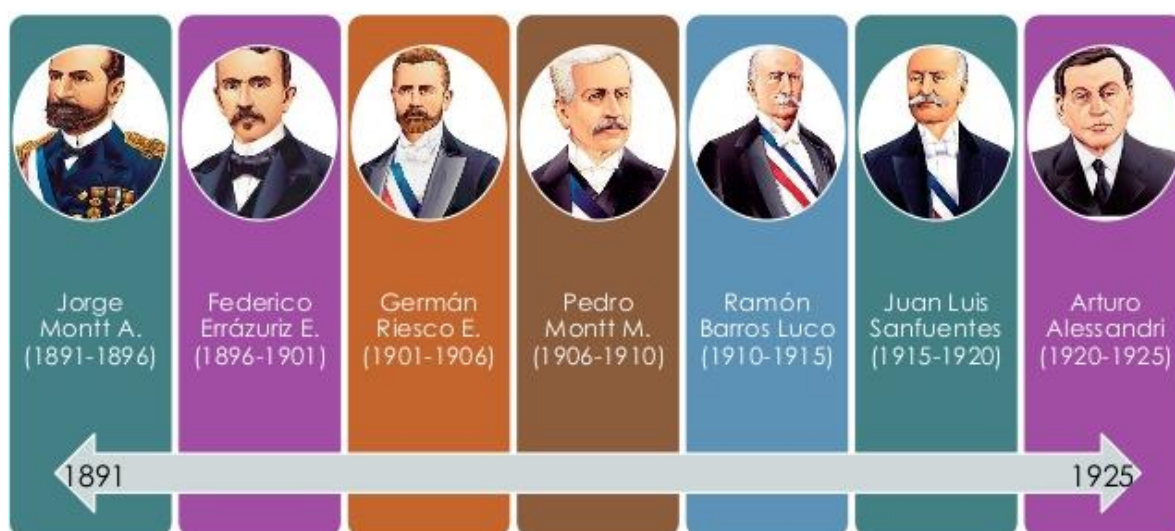 Jorge
Montt A.
(1891-1896)
Federico
Errázuriz E.
(1896-1901)
Germán
Riesco E.
(1901-1906)
Pedro
Montt M.
(1906-1910)
Ramón
Barros Luco
(1910-1915)
Juan Luis
Sanfuentes
(1915-1920)
Arturo
Alessandri
(1920-1925)
1891
1925